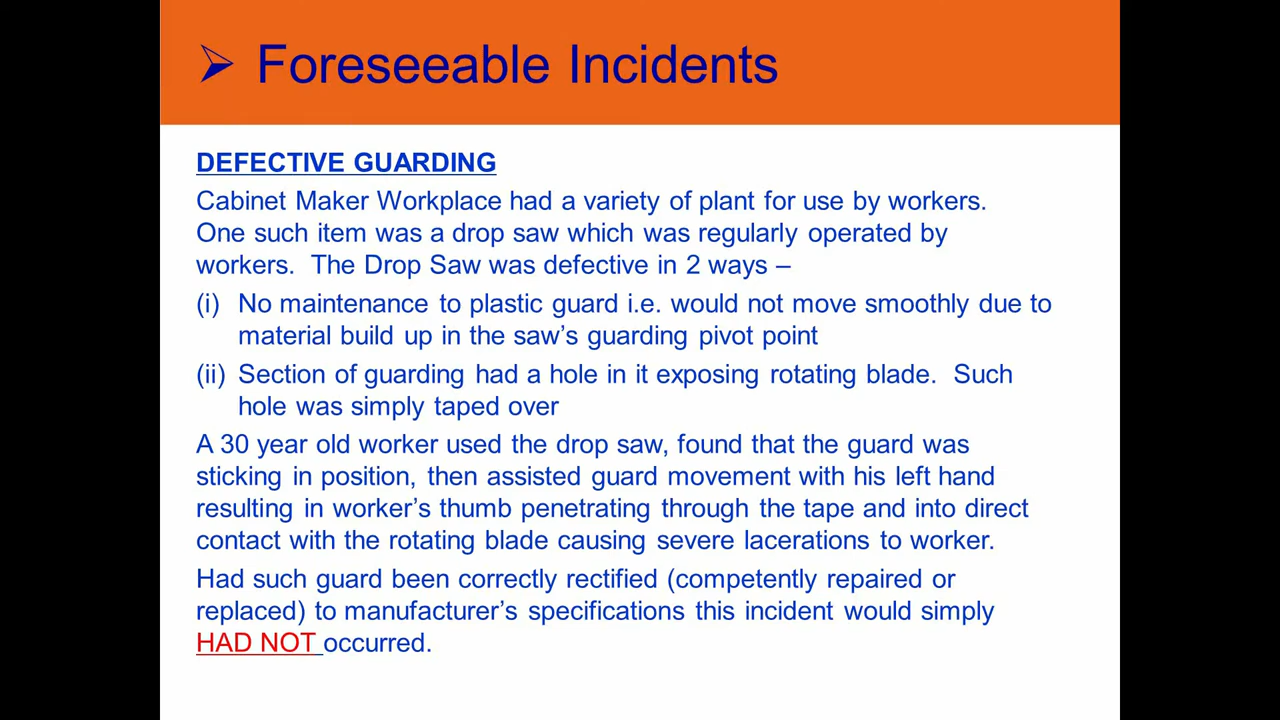 ➢ Foreseeable Incidents
DEFECTIVE GUARDING
Cabinet Maker Workplace had a variety of plant for use by workers.
One such item was a drop saw which was regularly operated by
workers. The Drop Saw was defective in 2 ways –
(i) No maintenance to plastic guard i.e. would not move smoothly due to
material build up in the saw’s guarding pivot point
(ii) Section of guarding had a hole in it exposing rotating blade. Such
hole was simply taped over
A 30 year old worker used the drop saw, found that the guard was
sticking in position, then assisted guard movement with his left hand
resulting in worker’s thumb penetrating through the tape and into direct
contact with the rotating blade causing severe lacerations to worker.
Had such guard been correctly rectified (competently repaired or
replaced) to manufacturer’s specifications this incident would simply
HAD NOT occurred.